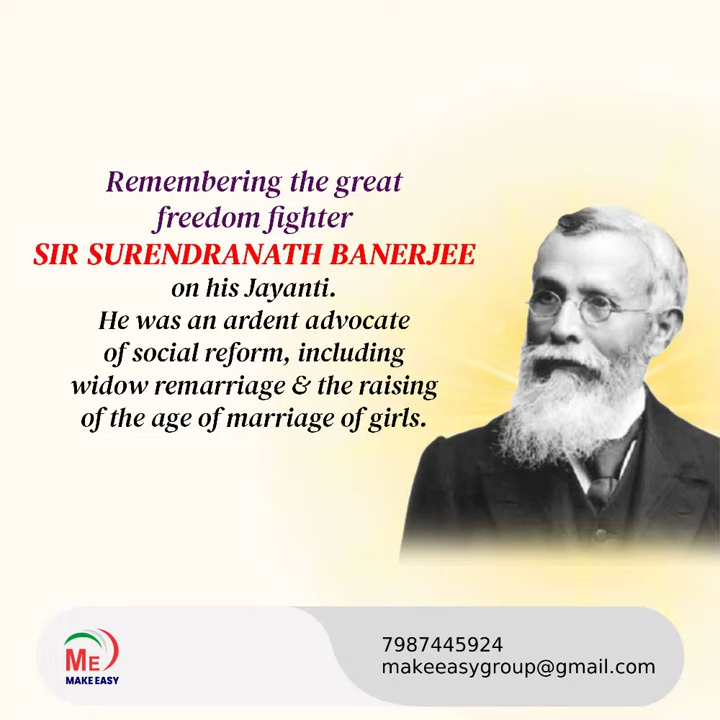 Remembering the great
freedom fighter
SIR SURENDRANATH BANERJEE
on his Jayanti.
He was an ardent advocate
of social reform, including
widow remarriage & the raising
of the age of marriage of girls.
ME
MAKE EASY
7987445924
makeeasygroup@gmail.com